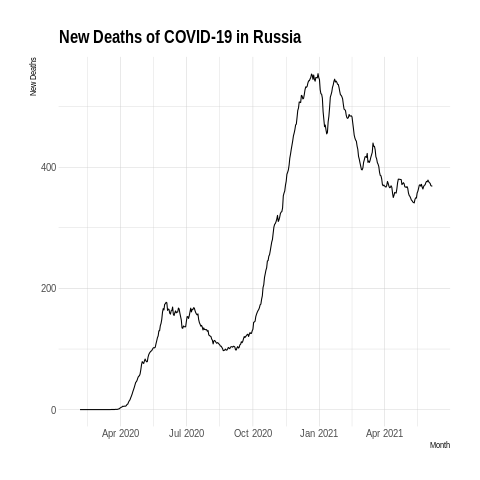 New Deaths of COVID-19 in Russia
New Deaths
400
200
0
Apr 2020 Jul 2020 Oct 2020 Jan 2021 Apr 2021
Month